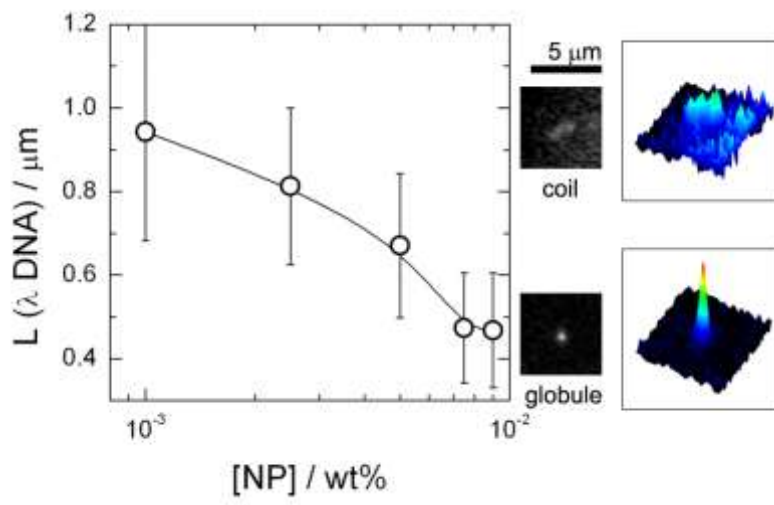 1.2
1.0
0.8
0.6
0.4
L (λ DNA) / μm
10⁻³
10⁻²
[NP] / wt%
5 μm
coil
globule